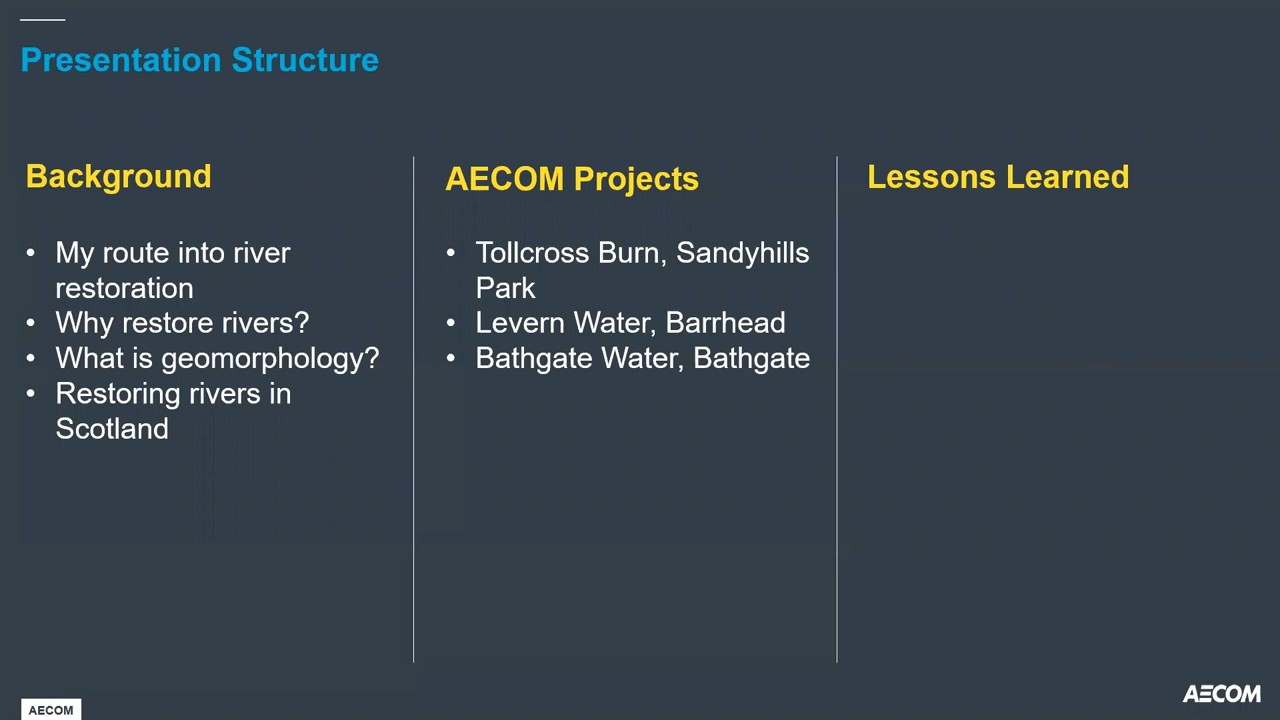 Presentation Structure
Background
• My route into river
restoration
• Why restore rivers?
• What is geomorphology?
• Restoring rivers in
Scotland
AECOM Projects
• Tollcross Burn, Sandyhills
Park
• Levern Water, Barrhead
• Bathgate Water, Bathgate
Lessons Learned
AECOM
AECOM